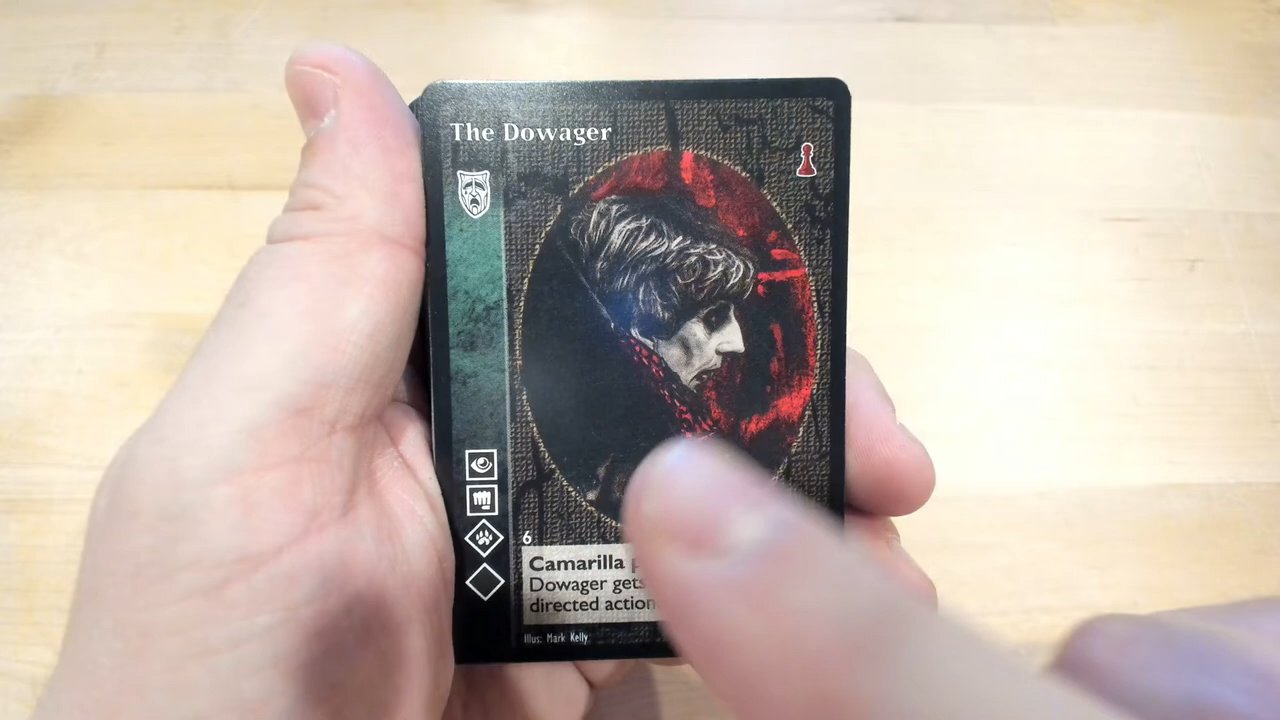 The Dowager
6
Camarilla
Dowager gets
directed action
Illus: Mark Kelly